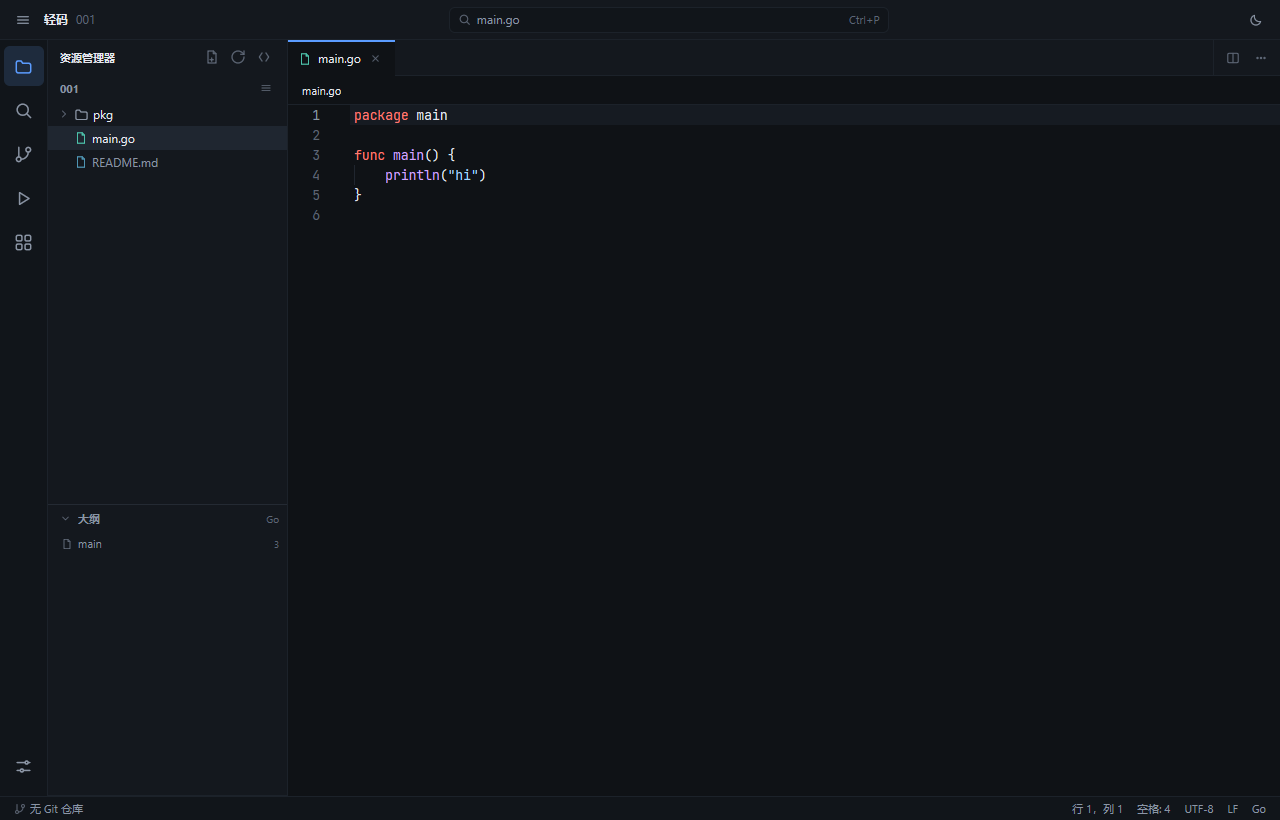 轻码 001
main.go Ctrl+P
资源管理器
001
pkg
main.go
README.md
大纲 Go
main 3
main.go
main.go
1 package main
2
3 func main() {
4     println("hi")
5 }
6
无 Git 仓库
行 1，列 1 空格: 4 UTF-8 LF Go